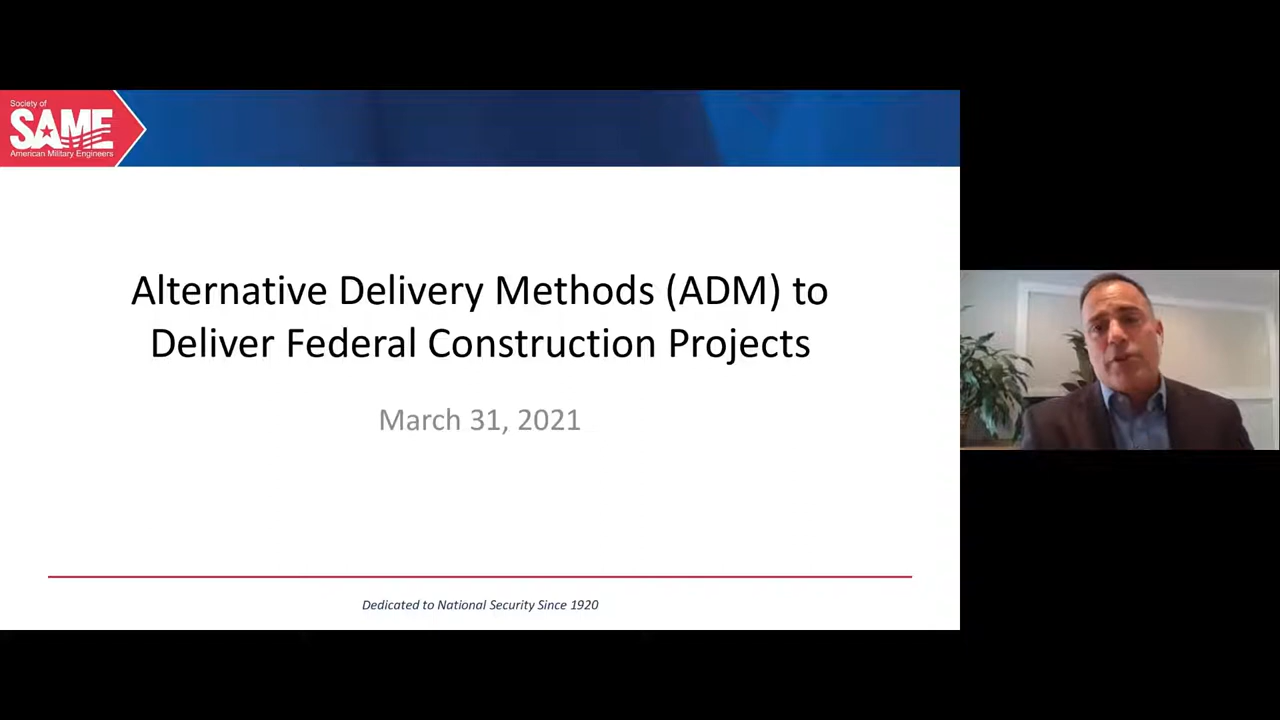 Society of
SAME
American Military Engineers
Alternative Delivery Methods (ADM) to
Deliver Federal Construction Projects
March 31, 2021
Dedicated to National Security Since 1920